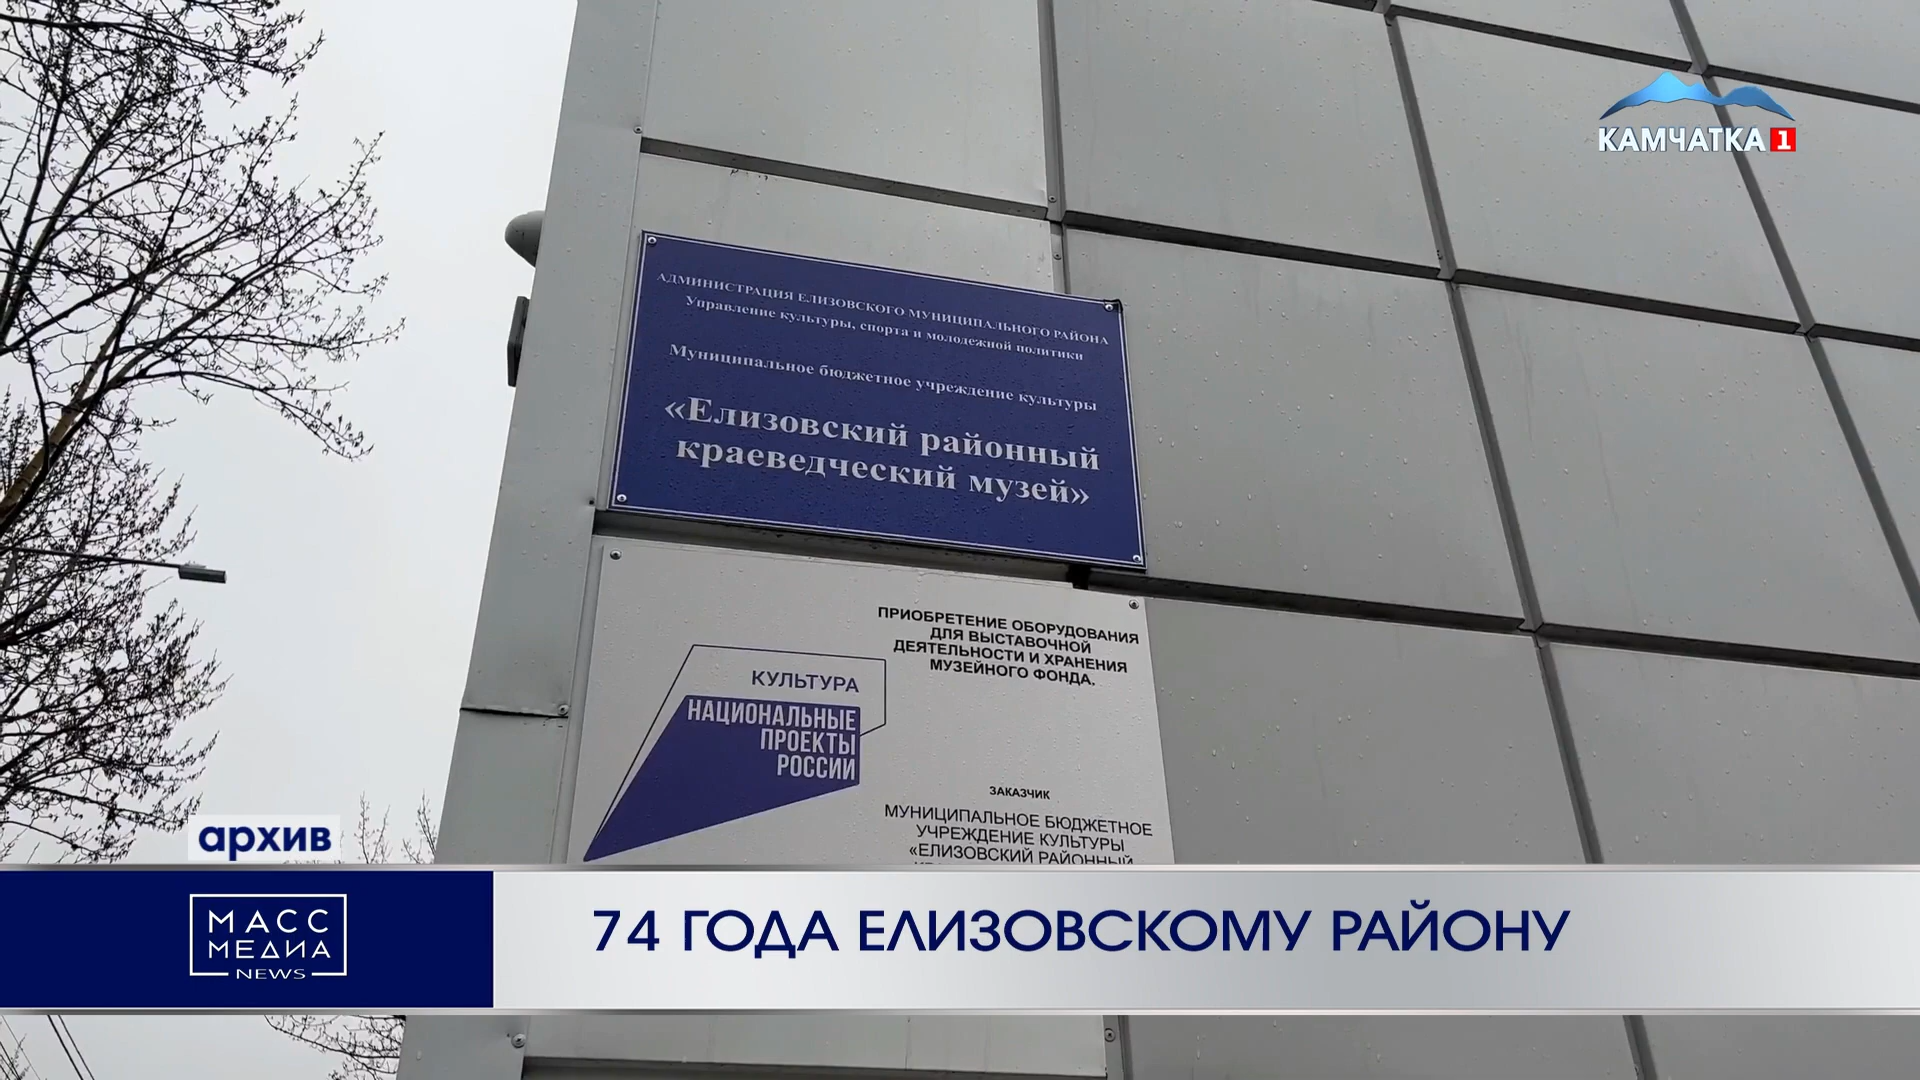 КАМЧАТКА 1
АДМИНИСТРАЦИЯ ЕЛИЗОВСКОГО МУНИЦИПАЛЬНОГО РАЙОНА
Управление культуры, спорта и молодежной политики
Муниципальное бюджетное учреждение культуры
«Елизовский районный
краеведческий музей»
ПРИОБРЕТЕНИЕ ОБОРУДОВАНИЯ
ДЛЯ ВЫСТАВОЧНОЙ
ДЕЯТЕЛЬНОСТИ И ХРАНЕНИЯ
МУЗЕЙНОГО ФОНДА.
КУЛЬТУРА
НАЦИОНАЛЬНЫЕ
ПРОЕКТЫ
РОССИИ
ЗАКАЗЧИК
МУНИЦИПАЛЬНОЕ БЮДЖЕТНОЕ
УЧРЕЖДЕНИЕ КУЛЬТУРЫ
«ЕЛИЗОВСКИЙ РАЙОННЫЙ
архив
МАСС
МЕДИА
NEWS
74 ГОДА ЕЛИЗОВСКОМУ РАЙОНУ